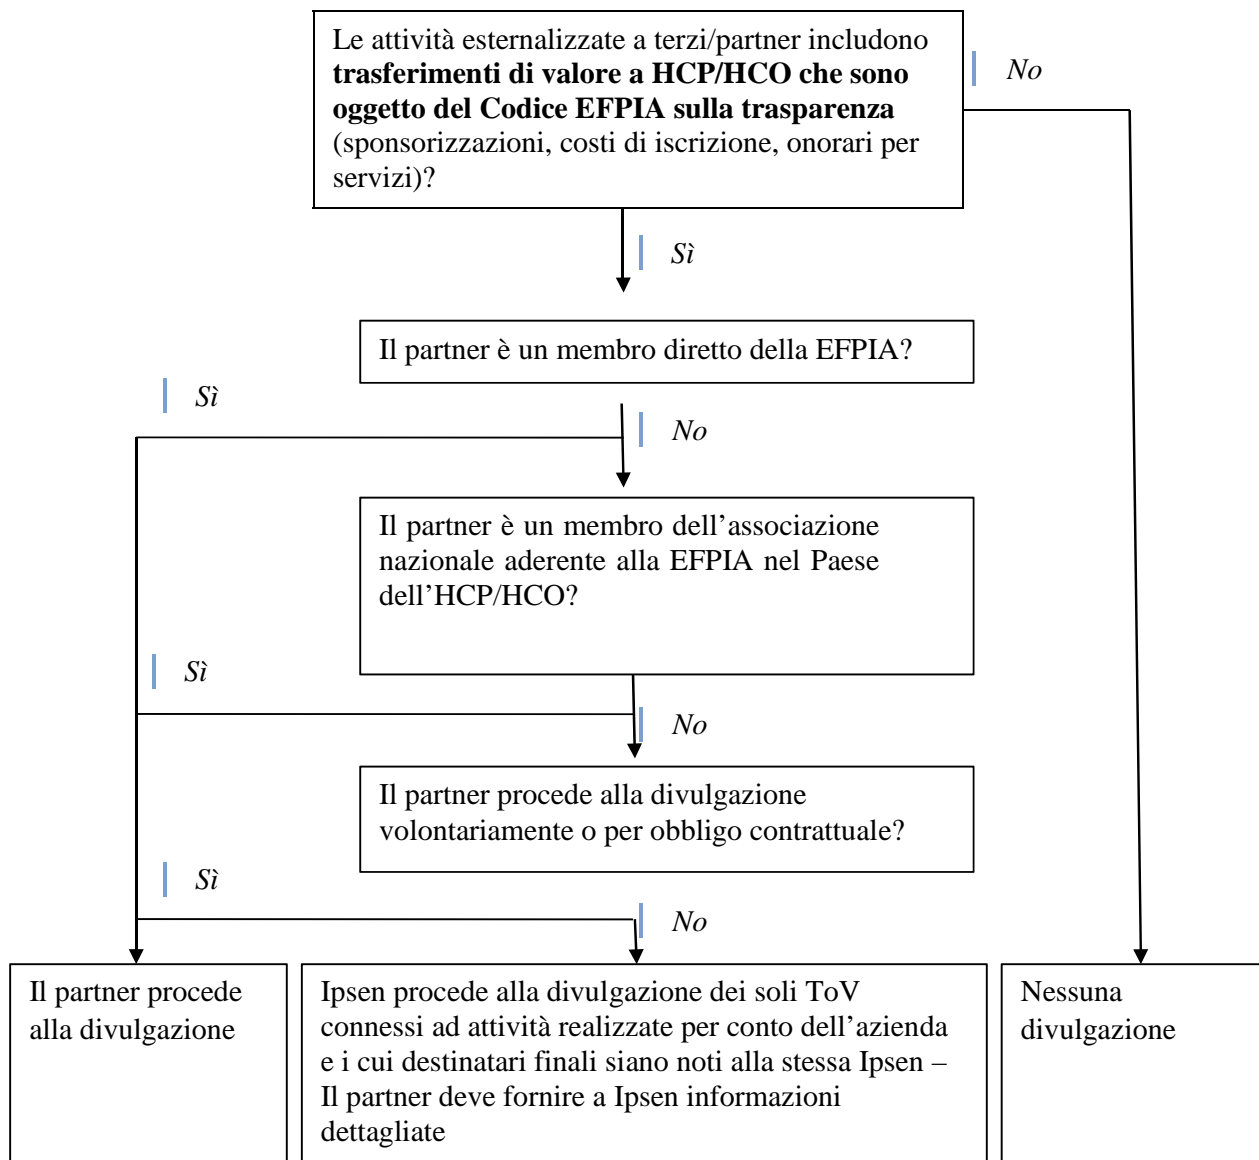 Le attività esternalizzate a terzi/partner includono
trasferimenti di valore a HCP/HCO che sono
oggetto del Codice EFPIA sulla trasparenza
(sponsorizzazioni, costi di iscrizione, onorari per
servizi)?
No
Sì
Il partner è un membro diretto della EFPIA?
Sì
No
Il partner è un membro dell’associazione
nazionale aderente alla EFPIA nel Paese
dell’HCP/HCO?
Sì
No
Il partner procede alla divulgazione
volontariamente o per obbligo contrattuale?
Sì
No
Il partner procede
alla divulgazione
Ipsen procede alla divulgazione dei soli ToV
connessi ad attività realizzate per conto dell’azienda
e i cui destinatari finali siano noti alla stessa Ipsen –
Il partner deve fornire a Ipsen informazioni
dettagliate
Nessuna
divulgazione